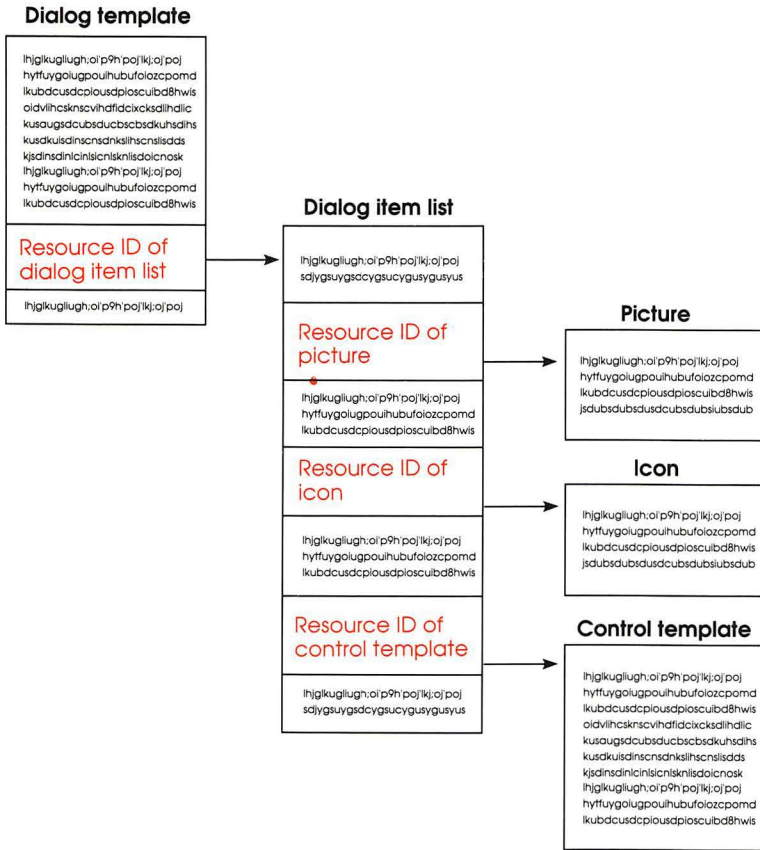 Dialog template
lhjglkugliugh;oi'p9h'poj'lkj;oj'poj
hytfuygoiugpouihubufoiozcpomd
lkubdcusdcpiousdpioscuibd8hwis
oidvlihcsknscvihdfidcixcksdlihdlic
kusaugsdcubsducbscbsdkuhsdihs
kusdkuisdinscnsdnkslihscnslisdds
kjsdinsdinlcinlsicnlsknlisdoicnosk
lhjglkugliugh;oi'p9h'poj'lkj;oj'poj
hytfuygoiugpouihubufoiozcpomd
lkubdcusdcpiousdpioscuibd8hwis
Resource ID of
dialog item list
lhjglkugliugh;oi'p9h'poj'lkj;oj'poj
Dialog item list
lhjglkugliugh;oi'p9h'poj'lkj;oj'poj
sdjygsuygsdcygsucygusygusyus
Resource ID of
picture
lhjglkugliugh;oi'p9h'poj'lkj;oj'poj
hytfuygoiugpouihubufoiozcpomd
lkubdcusdcpiousdpioscuibd8hwis
Resource ID of
icon
lhjglkugliugh;oi'p9h'poj'lkj;oj'poj
hytfuygoiugpouihubufoiozcpomd
lkubdcusdcpiousdpioscuibd8hwis
Resource ID of
control template
lhjglkugliugh;oi'p9h'poj'lkj;oj'poj
sdjygsuygsdcygsucygusygusyus
Picture
lhjglkugliugh;oi'p9h'poj'lkj;oj'poj
hytfuygoiugpouihubufoiozcpomd
lkubdcusdcpiousdpioscuibd8hwis
jsdubsdubsdusdcubsdubsiubsdub
Icon
lhjglkugliugh;oi'p9h'poj'lkj;oj'poj
hytfuygoiugpouihubufoiozcpomd
lkubdcusdcpiousdpioscuibd8hwis
jsdubsdubsdusdcubsdubsiubsdub
Control template
lhjglkugliugh;oi'p9h'poj'lkj;oj'poj
hytfuygoiugpouihubufoiozcpomd
lkubdcusdcpiousdpioscuibd8hwis
oidvlihcsknscvihdfidcixcksdlihdlic
kusaugsdcubsducbscbsdkuhsdihs
kusdkuisdinscnsdnkslihscnslisdds
kjsdinsdinlcinlsicnlsknlisdoicnosk
lhjglkugliugh;oi'p9h'poj'lkj;oj'poj
hytfuygoiugpouihubufoiozcpomd
lkubdcusdcpiousdpioscuibd8hwis